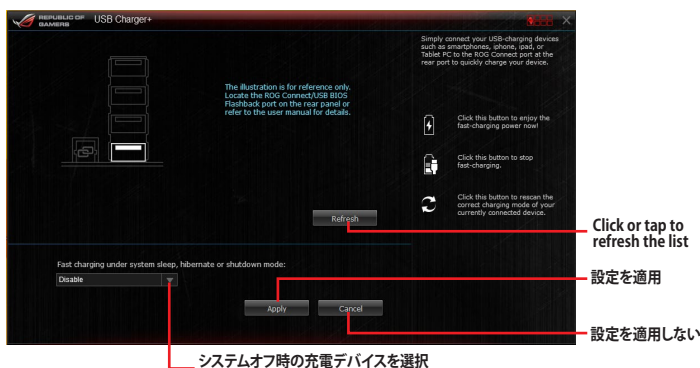 REPUBLIC OF
GAMERS
USB Charger+
Simply connect your USB-charging devices
such as smartphones, iphone, ipad, or
Tablet PC to the ROG Connect port at the
rear port to quickly charge your device.
The illustration is for reference only.
Locate the ROG Connect/USB BIOS
Flashback port on the rear panel or
refer to the user manual for details.
Click this button to enjoy the
fast-charging power now!
Click this button to stop
fast-charging.
Click this button to rescan the
correct charging mode of your
currently connected device.
Refresh
Click or tap to
refresh the list
Fast charging under system sleep, hibernate or shutdown mode:
Disable
設定を適用
Apply
Cancel
設定を適用しない
システムオフ時の充電デバイスを選択